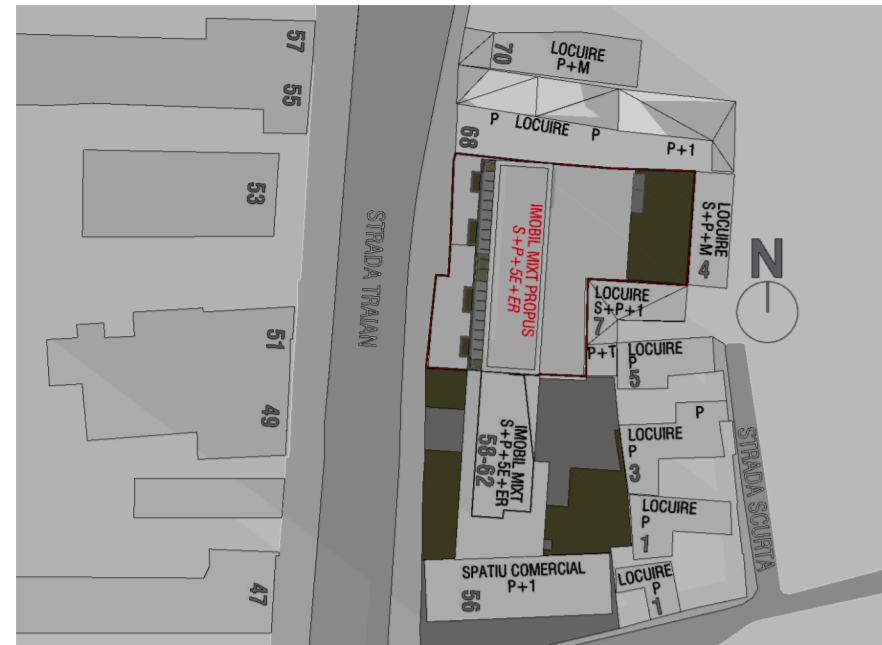 57
55
53
51
49
47
STRADA TRAIAN
70
LOCUIRE
P+M
68
P LOCUIRE P
P+1
IMOBIL MIXT PROPUS
S+P+5E+ER
LOCUIRE
S+P+M
4
N
LOCUIRE
S+P+1
7
P+T
LOCUIRE
P
5
P
LOCUIRE
P
3
LOCUIRE
P
1
LOCUIRE
P
1
STRADA SCURTA
IMOBIL MIXT
S+P+5E+ER
58-62
SPATIU COMERCIAL
P+1
56